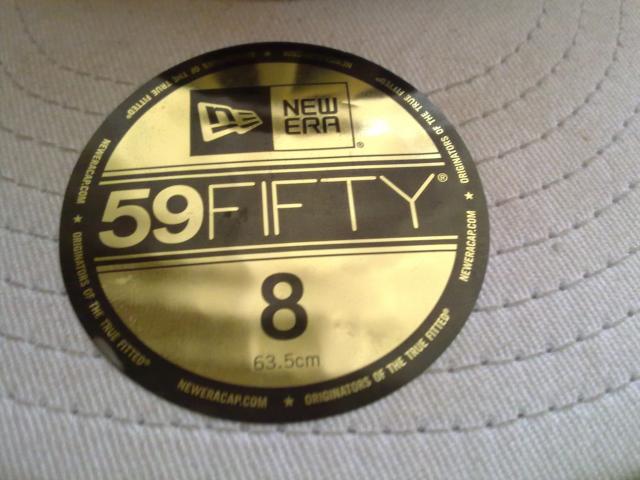 NEW
ERA®
59FIFTY®
8
63.5cm
NEWERACAP.COM ★ ORIGINATORS OF THE TRUE FITTED®
NEWERACAP.COM ★ ORIGINATORS OF THE TRUE FITTED®
NEWERACAP.COM ★ ORIGINATORS OF THE TRUE FITTED®
NEWERACAP.COM ★ ORIGINATORS OF THE TRUE FITTED®